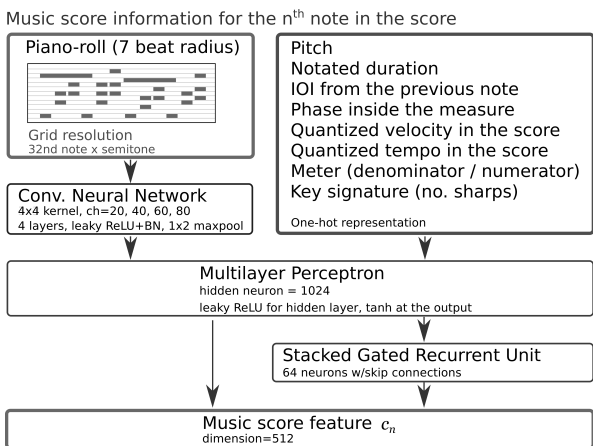 Music score information for the nth note in the score
Piano-roll (7 beat radius)
Grid resolution
32nd note x semitone
Conv. Neural Network
4x4 kernel, ch=20, 40, 60, 80
4 layers, leaky ReLU+BN, 1x2 maxpool
Pitch
Notated duration
IOI from the previous note
Phase inside the measure
Quantized velocity in the score
Quantized tempo in the score
Meter (denominator / numerator)
Key signature (no. sharps)
One-hot representation
Multilayer Perceptron
hidden neuron = 1024
leaky ReLU for hidden layer, tanh at the output
Stacked Gated Recurrent Unit
64 neurons w/skip connections
Music score feature cn
dimension=512